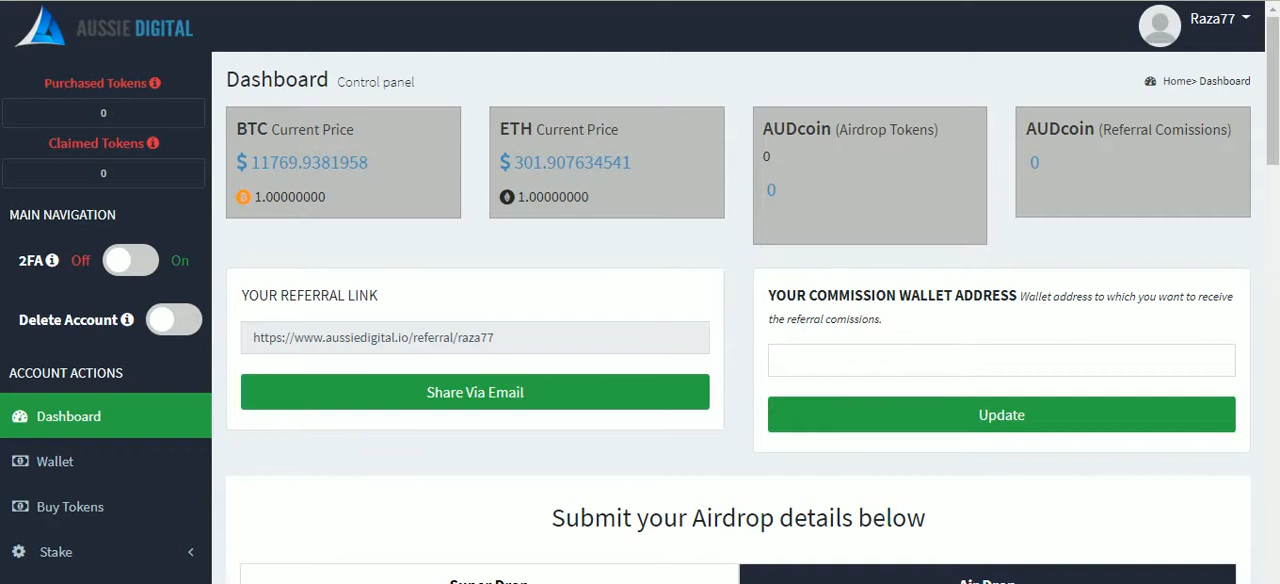 AUSSIE DIGITAL
Raza77
Purchased Tokens
0
Claimed Tokens
0
MAIN NAVIGATION
2FA Off On
Delete Account
ACCOUNT ACTIONS
Dashboard
Wallet
Buy Tokens
Stake
Dashboard Control panel
Home> Dashboard
BTC Current Price
$ 11769.9381958
1.00000000
ETH Current Price
$ 301.907634541
1.00000000
AUDcoin (Airdrop Tokens)
0
0
AUDcoin (Referral Comissions)
0
YOUR REFERRAL LINK
https://www.aussiedigital.io/referral/raza77
Share Via Email
YOUR COMMISSION WALLET ADDRESS Wallet address to which you want to receive
the referral comissions.
Update
Submit your Airdrop details below
Super Drop
Air Drop